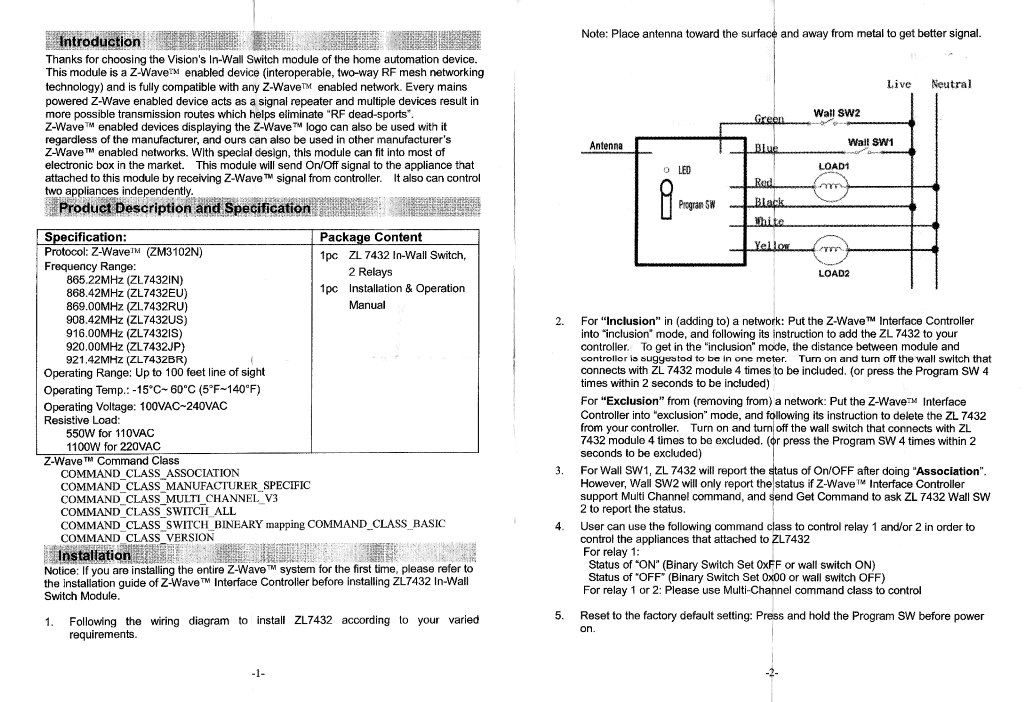 Introduction
Thanks for choosing the Vision's In-Wall Switch module of the home automation device.
This module is a Z-Wave™ enabled device (interoperable, two-way RF mesh networking
technology) and is fully compatible with any Z-Wave™ enabled network. Every mains
powered Z-Wave enabled device acts as a signal repeater and multiple devices result in
more possible transmission routes which helps eliminate "RF dead-sports".
Z-Wave™ enabled devices displaying the Z-Wave™ logo can also be used with it
regardless of the manufacturer, and ours can also be used in other manufacturer's
Z-Wave™ enabled networks. With special design, this module can fit into most of
electronic box in the market. This module will send On/Off signal to the appliance that
attached to this module by receiving Z-Wave™ signal from controller. It also can control
two appliances independently.
Product Description and Specification
Specification:
Protocol: Z-Wave™ (ZM3102N)
Frequency Range:
865.22MHz (ZL7432IN)
868.42MHz (ZL7432EU)
869.00MHz (ZL7432RU)
908.42MHz (ZL7432US)
916.00MHz (ZL7432IS)
920.00MHz (ZL7432JP)
921.42MHz (ZL7432BR)
Operating Range: Up to 100 feet line of sight
Operating Temp.: -15°C~ 60°C (5°F~140°F)
Operating Voltage: 100VAC~240VAC
Resistive Load:
550W for 110VAC
1100W for 220VAC
Package Content
1pc ZL 7432 In-Wall Switch,
2 Relays
1pc Installation & Operation
Manual
Z-Wave™ Command Class
COMMAND_CLASS_ASSOCIATION
COMMAND_CLASS_MANUFACTURER_SPECIFIC
COMMAND_CLASS_MULTI_CHANNEL_V3
COMMAND_CLASS_SWITCH_ALL
COMMAND_CLASS_SWITCH_BINEARY mapping COMMAND_CLASS_BASIC
COMMAND_CLASS_VERSION
Installation
Notice: If you are installing the entire Z-Wave™ system for the first time, please refer to
the installation guide of Z-Wave™ Interface Controller before installing ZL7432 In-Wall
Switch Module.
1. Following the wiring diagram to install ZL7432 according to your varied
requirements.
-1-
Note: Place antenna toward the surface and away from metal to get better signal.
Live Neutral
Green Wall SW2
Antenna
Blue Wall SW1
LED
LOAD1
Red
Program SW
Black
White
Yellow
LOAD2
2. For "Inclusion" in (adding to) a network: Put the Z-Wave™ Interface Controller
into "inclusion" mode, and following its instruction to add the ZL 7432 to your
controller. To get in the "inclusion" mode, the distance between module and
controller is suggested to be in one meter. Turn on and turn off the wall switch that
connects with ZL 7432 module 4 times to be included. (or press the Program SW 4
times within 2 seconds to be included)
For "Exclusion" from (removing from) a network: Put the Z-Wave™ Interface
Controller into "exclusion" mode, and following its instruction to delete the ZL 7432
from your controller. Turn on and turn off the wall switch that connects with ZL
7432 module 4 times to be excluded. (or press the Program SW 4 times within 2
seconds to be excluded)
3. For Wall SW1, ZL 7432 will report the status of On/OFF after doing "Association".
However, Wall SW2 will only report the status if Z-Wave™ Interface Controller
support Multi Channel command, and send Get Command to ask ZL 7432 Wall SW
2 to report the status.
4. User can use the following command class to control relay 1 and/or 2 in order to
control the appliances that attached to ZL7432
For relay 1:
Status of "ON" (Binary Switch Set 0xFF or wall switch ON)
Status of "OFF" (Binary Switch Set 0x00 or wall switch OFF)
For relay 1 or 2: Please use Multi-Channel command class to control
5. Reset to the factory default setting: Press and hold the Program SW before power
on.
-2-